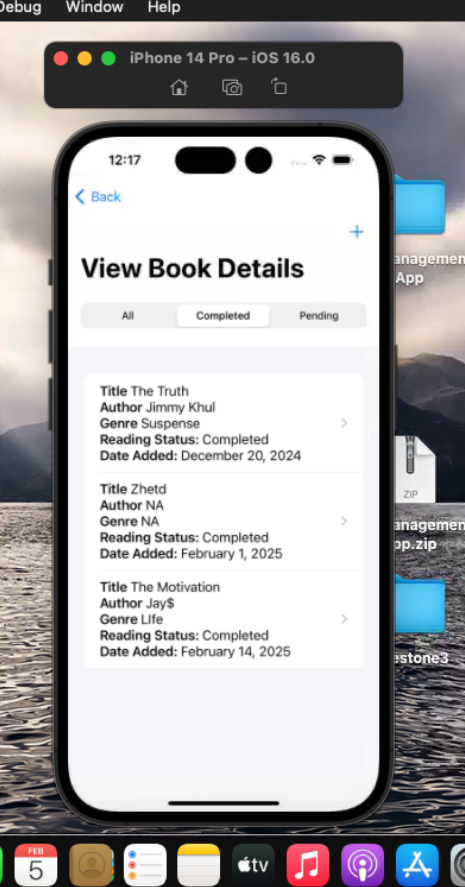 Debug Window Help
iPhone 14 Pro – iOS 16.0
12:17
Back
+
View Book Details
All Completed Pending
Title The Truth
Author Jimmy Khul
Genre Suspense
Reading Status: Completed
Date Added: December 20, 2024
Title Zhetd
Author NA
Genre NA
Reading Status: Completed
Date Added: February 1, 2025
Title The Motivation
Author Jay$
Genre LIfe
Reading Status: Completed
Date Added: February 14, 2025
anagemen
App
ZIP
anagemen
pp.zip
estone3
FEB
5
tv